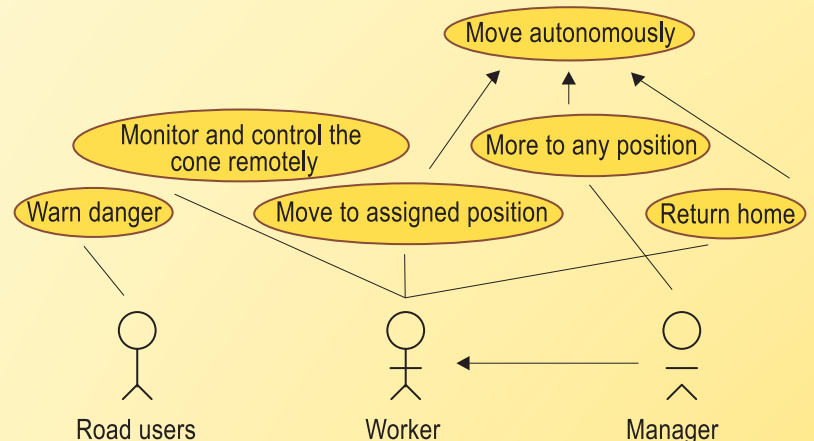 Move autonomously
Monitor and control the
cone remotely
More to any position
Warn danger
Move to assigned position
Return home
Road users
Worker
Manager